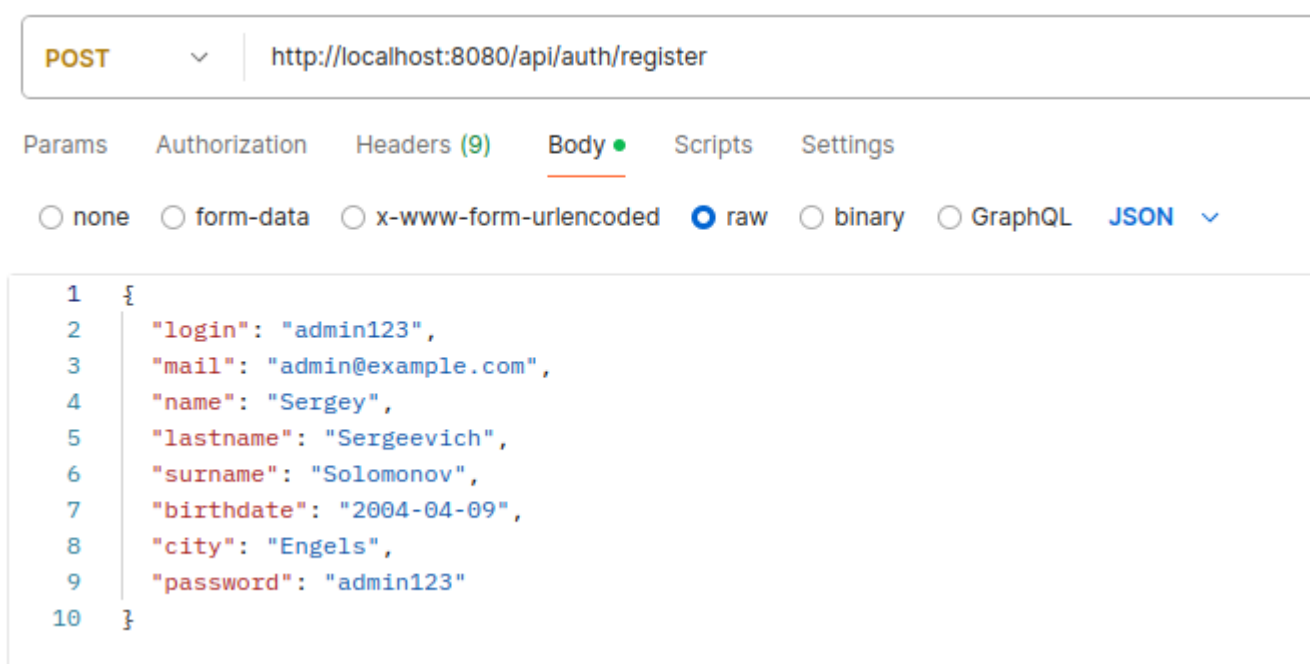 POST http://localhost:8080/api/auth/register
Params Authorization Headers (9) Body Scripts Settings
none form-data x-www-form-urlencoded raw binary GraphQL JSON
1 {
2 "login": "admin123",
3 "mail": "admin@example.com",
4 "name": "Sergey",
5 "lastname": "Sergeevich",
6 "surname": "Solomonov",
7 "birthdate": "2004-04-09",
8 "city": "Engels",
9 "password": "admin123"
10 }